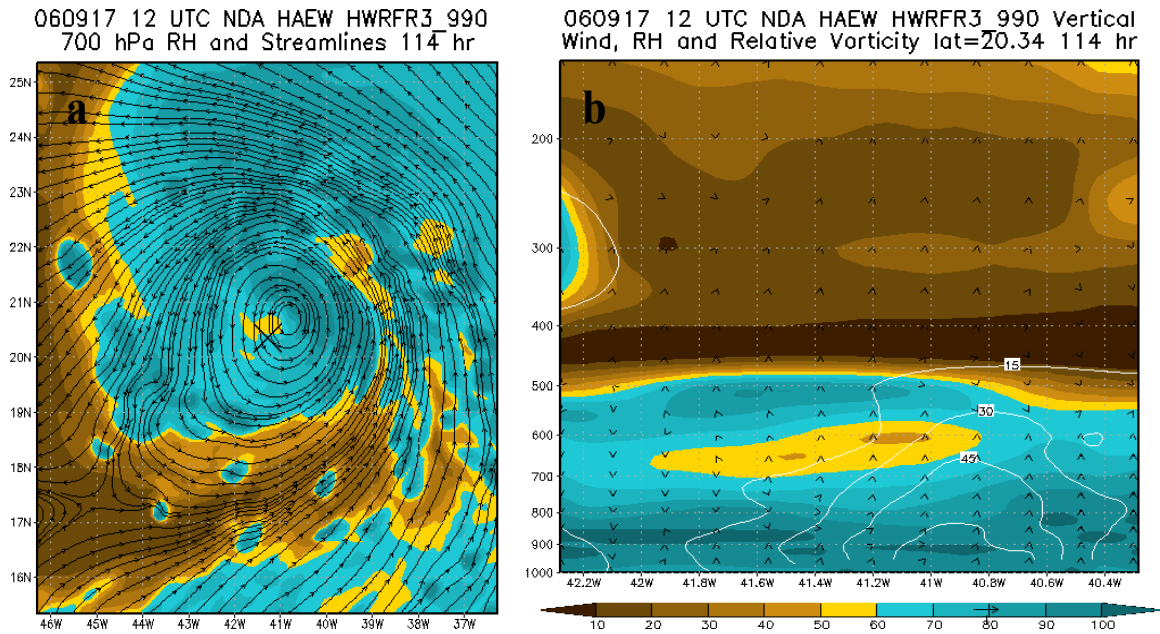 060917 12 UTC NDA HAEW HWRFR3_990
700 hPa RH and Streamlines 114 hr
a
25N
24N
23N
22N
21N
20N
19N
18N
17N
16N
46W 45W 44W 43W 42W 41W 40W 39W 38W 37W
060917 12 UTC NDA HAEW HWRFR3_990 Vertical
Wind, RH and Relative Vorticity lat=20.34 114 hr
b
200
300
400
500
600
700
800
900
1000
15
30
45
42.2W 42W 41.8W 41.6W 41.4W 41.2W 41W 40.8W 40.6W 40.4W
10 20 30 40 50 60 70 80 90 100